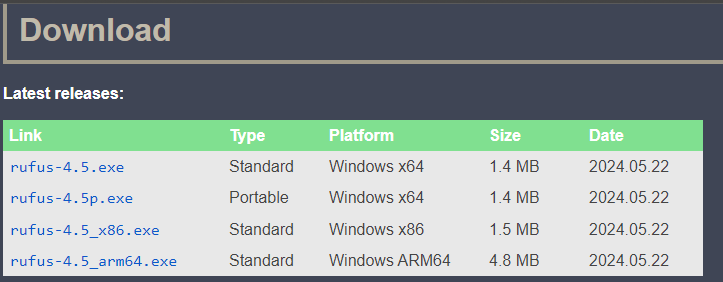 Download
Latest releases:
Link Type Platform Size Date
rufus-4.5.exe Standard Windows x64 1.4 MB 2024.05.22
rufus-4.5p.exe Portable Windows x64 1.4 MB 2024.05.22
rufus-4.5_x86.exe Standard Windows x86 1.5 MB 2024.05.22
rufus-4.5_arm64.exe Standard Windows ARM64 4.8 MB 2024.05.22